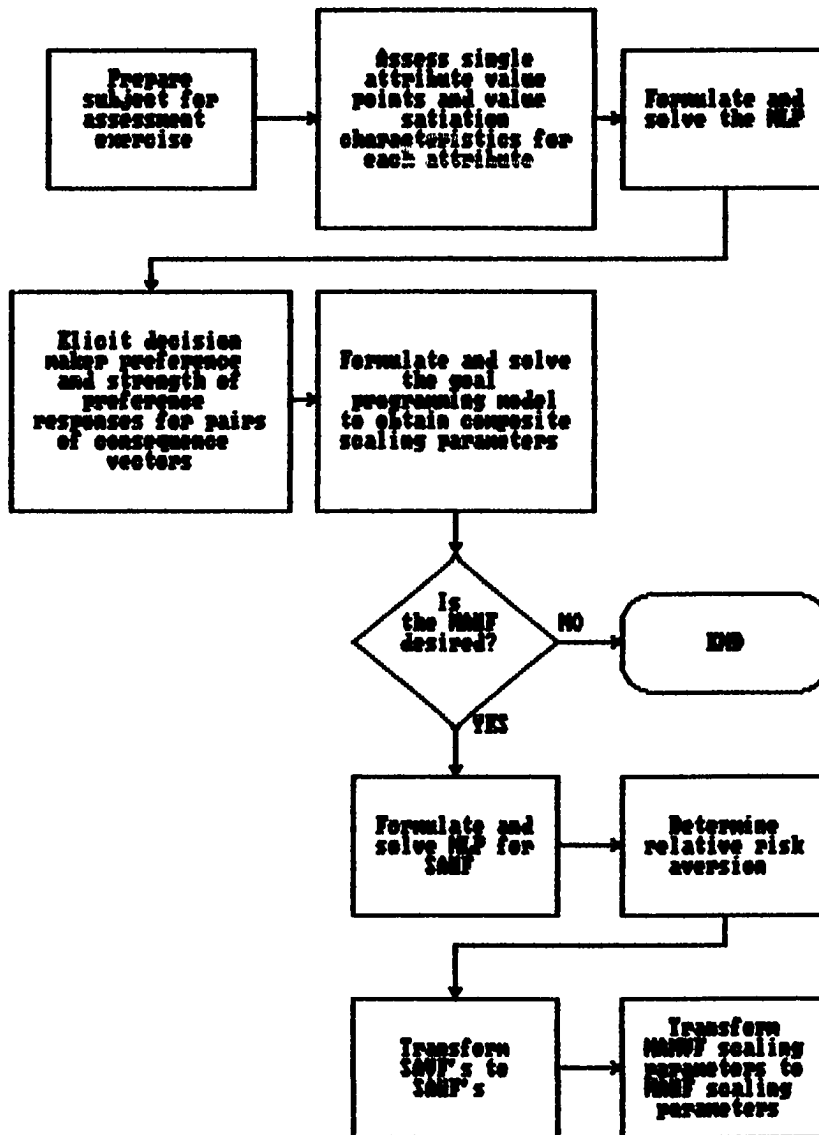 Prepare
subject for
assessment
exercise
Assess single
attribute value
points and value
satiation
characteristics for
each attribute
Formulate and
solve the NLP
Elicit decision
maker preference
and strength of
preference
responses for pairs
of consequence
vectors
Formulate and solve
the goal
programming model
to obtain composite
scaling parameters
Is
the MAUF
desired?
NO
END
YES
Formulate and
solve NLP for
SAUF
Determine
relative risk
aversion
Transform
SAVF's to
SAUF's
Transform
scaling
parameters to
MAUF scaling
parameters